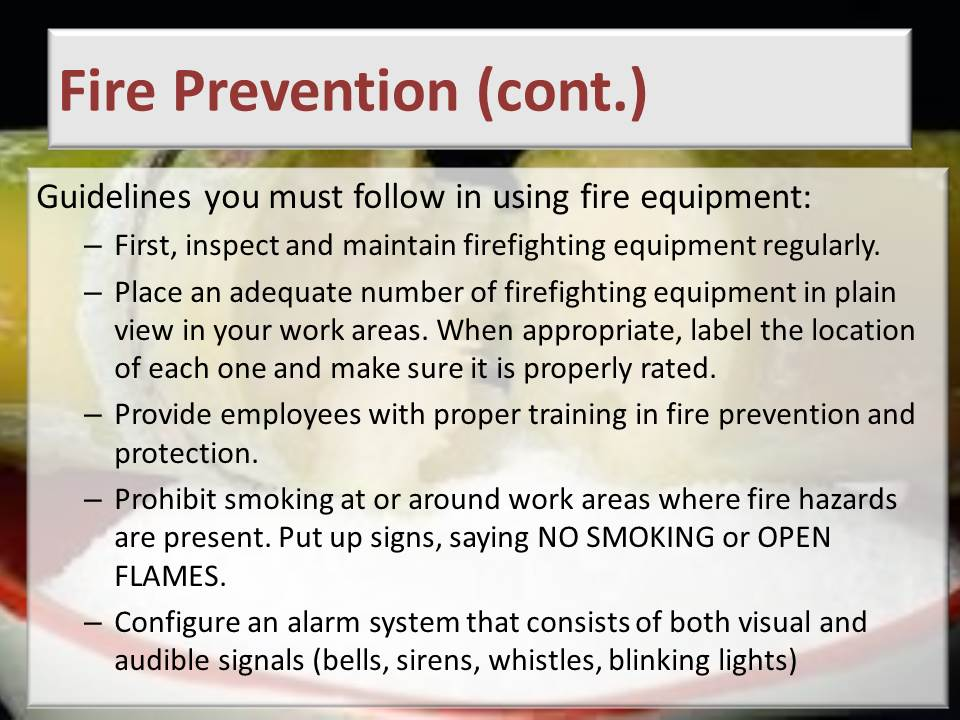 Fire Prevention (cont.)
Guidelines you must follow in using fire equipment:
– First, inspect and maintain firefighting equipment regularly.
– Place an adequate number of firefighting equipment in plain
view in your work areas. When appropriate, label the location
of each one and make sure it is properly rated.
– Provide employees with proper training in fire prevention and
protection.
– Prohibit smoking at or around work areas where fire hazards
are present. Put up signs, saying NO SMOKING or OPEN
FLAMES.
– Configure an alarm system that consists of both visual and
audible signals (bells, sirens, whistles, blinking lights)